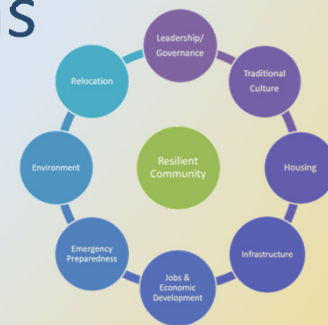 Leadership/
Governance
Traditional
Culture
Housing
Infrastructure
Jobs &
Economic
Development
Emergency
Preparedness
Environment
Relocation
Resilient
Community